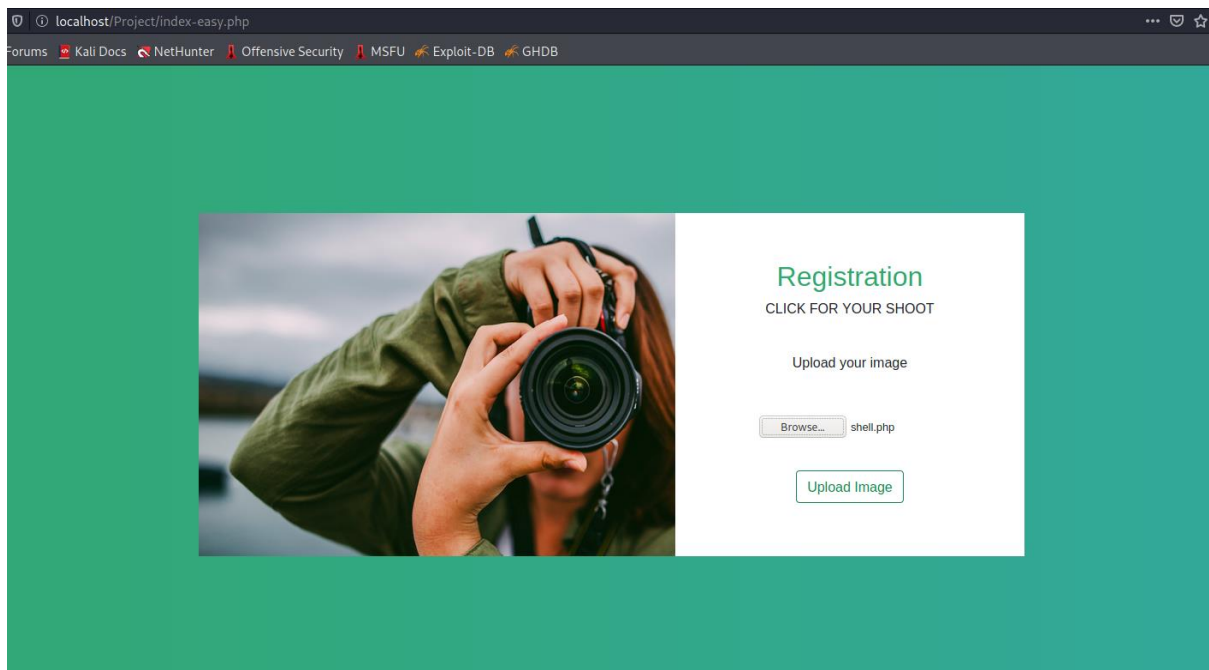 localhost/Project/index-easy.php
Forums Kali Docs NetHunter Offensive Security MSFU Exploit-DB GHDB
Registration
CLICK FOR YOUR SHOOT
Upload your image
Browse... shell.php
Upload Image